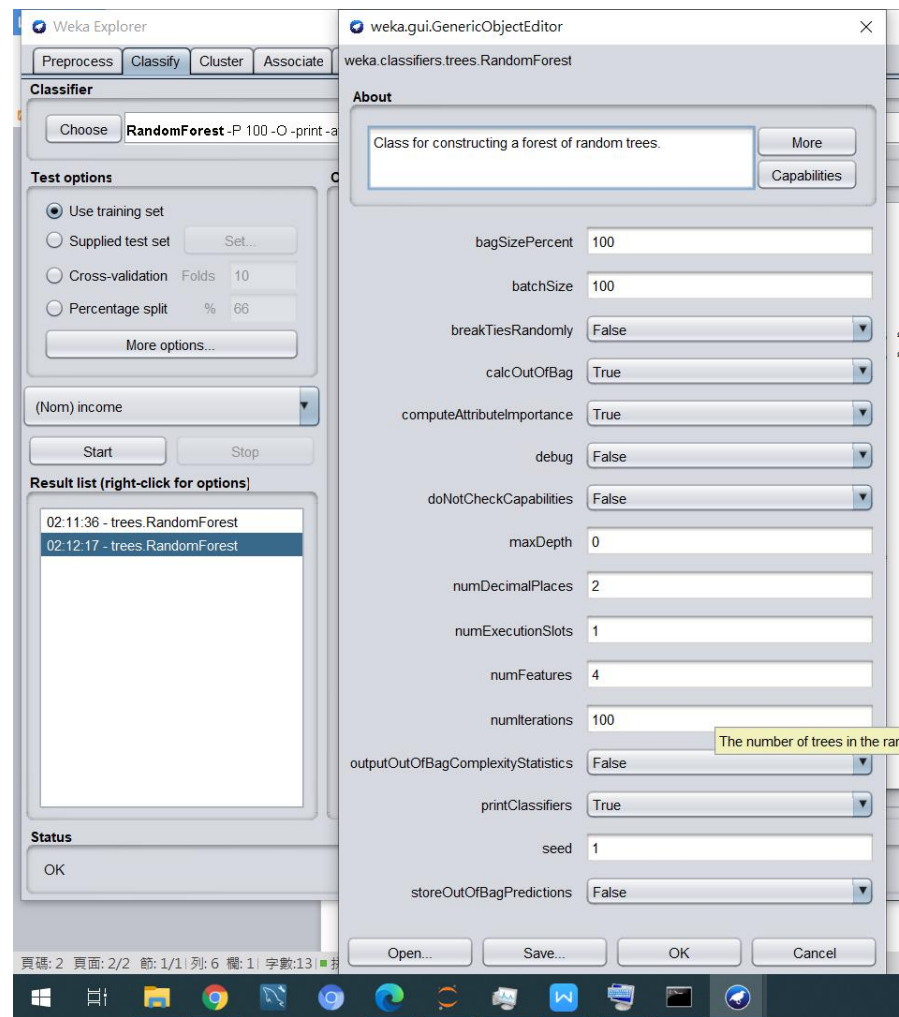 Weka Explorer
Preprocess Classify Cluster Associate
Classifier
Choose RandomForest -P 100 -O -print -a
Test options
Use training set
Supplied test set Set...
Cross-validation Folds 10
Percentage split % 66
More options...
(Nom) income
Start Stop
Result list (right-click for options)
02:11:36 - trees.RandomForest
02:12:17 - trees.RandomForest
Status
OK
weka.gui.GenericObjectEditor
weka.classifiers.trees.RandomForest
About
Class for constructing a forest of random trees.
More
Capabilities
bagSizePercent 100
batchSize 100
breakTiesRandomly False
calcOutOfBag True
computeAttributeImportance True
debug False
doNotCheckCapabilities False
maxDepth 0
numDecimalPlaces 2
numExecutionSlots 1
numFeatures 4
numIterations 100
The number of trees in the
outputOutOfBagComplexityStatistics False
printClassifiers True
seed 1
storeOutOfBagPredictions False
Open... Save... OK Cancel
頁碼: 2 頁面: 2/2 節: 1/1 列: 6 欄: 1 字數:13